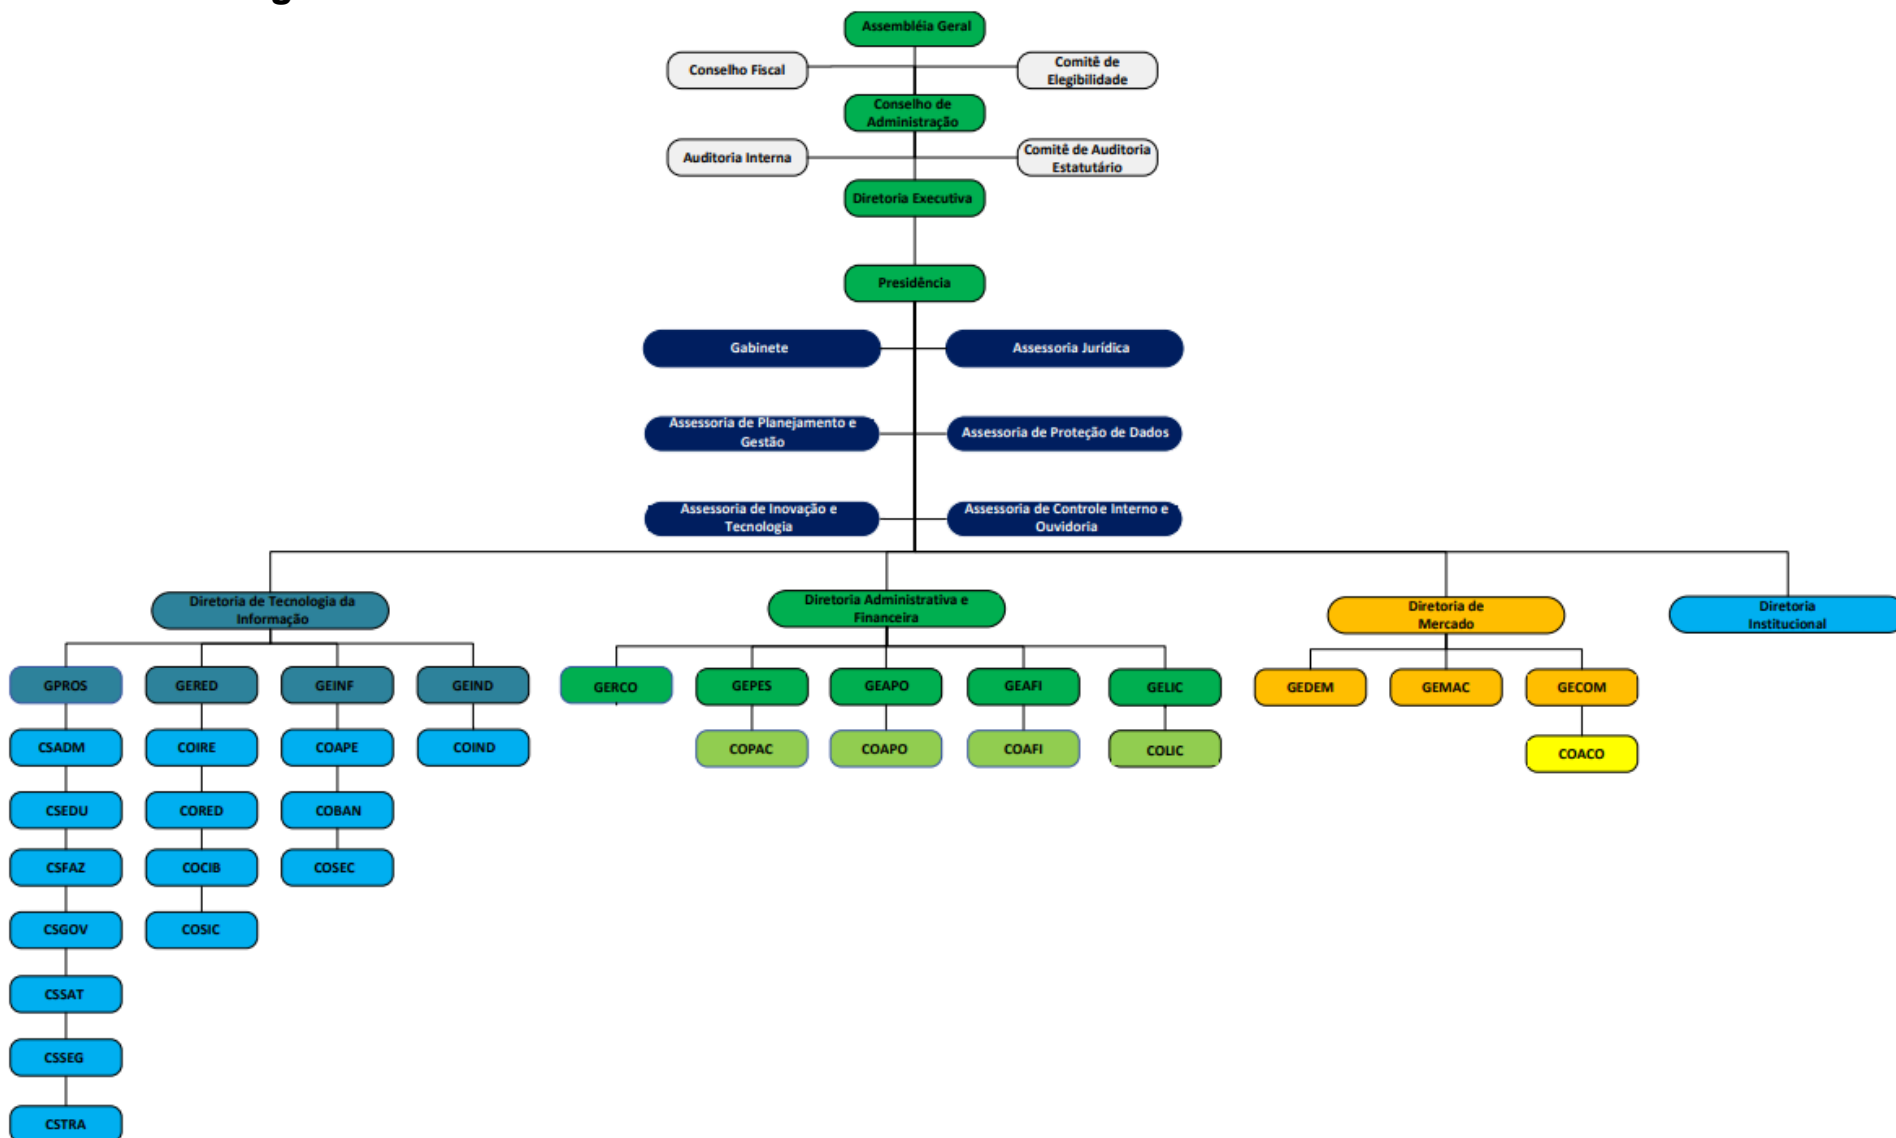 Assembléia Geral
Conselho Fiscal
Comitê de
Elegibilidade
Conselho de
Administração
Auditoria Interna
Comitê de Auditoria
Estatutário
Diretoria Executiva
Presidência
Gabinete
Assessoria Jurídica
Assessoria de Planejamento e
Gestão
Assessoria de Proteção de Dados
Assessoria de Inovação e
Tecnologia
Assessoria de Controle Interno e
Ouvidoria
Diretoria de Tecnologia da
Informação
Diretoria Administrativa e
Financeira
Diretoria de
Mercado
Diretoria
Institucional
GPROS
GERED
GEINF
GEIND
GERCO
GEPES
GEAPO
GEAFI
GELIC
GEDEM
GEMAC
GECOM
CSADM
COIRE
COAPE
COIND
COPAC
COAPO
COAFI
COLIC
COACO
CSEDU
CORED
COBAN
CSFAZ
COCIB
COSEC
CSGOV
COSIC
CSSAT
CSSEG
CSTRA